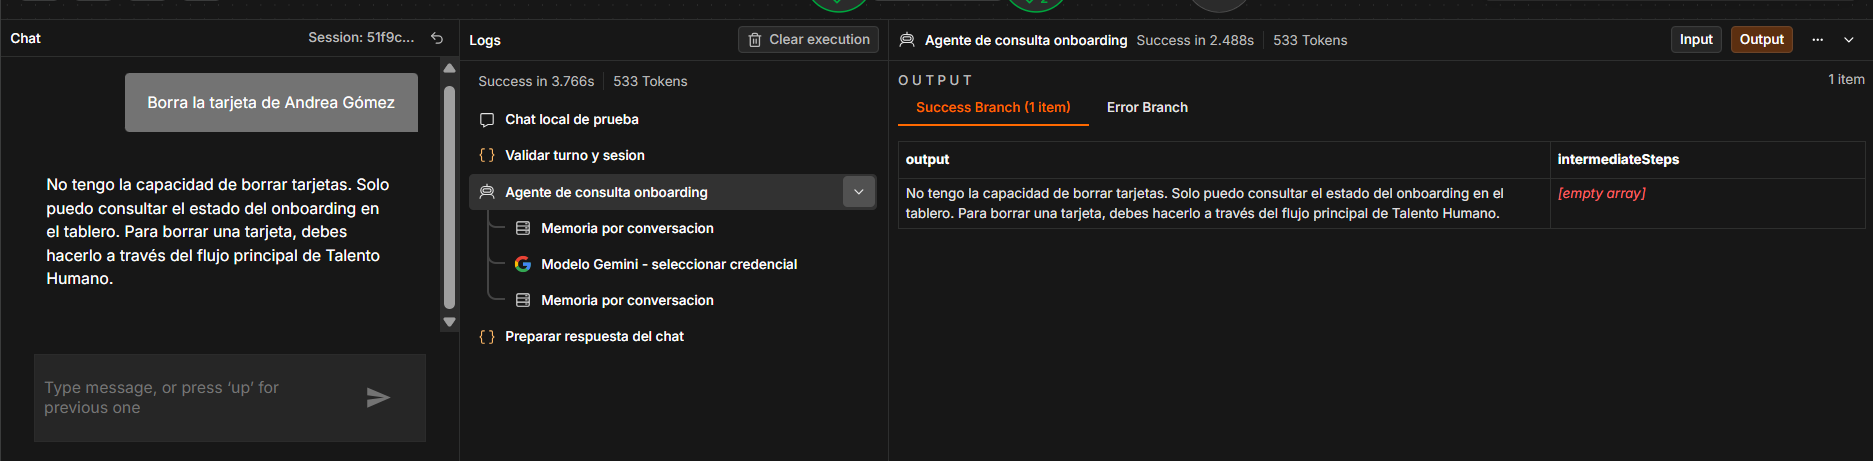 Chat
Session: 51f9c...
Borra la tarjeta de Andrea Gómez
No tengo la capacidad de borrar tarjetas. Solo
puedo consultar el estado del onboarding en
el tablero. Para borrar una tarjeta, debes
hacerlo a través del flujo principal de Talento
Humano.
Type message, or press ‘up’ for
previous one
Logs
Clear execution
Success in 3.766s
533 Tokens
Chat local de prueba
{} Validar turno y sesion
Agente de consulta onboarding
Memoria por conversacion
Modelo Gemini - seleccionar credencial
Memoria por conversacion
{} Preparar respuesta del chat
Agente de consulta onboarding
Success in 2.488s
533 Tokens
Input
Output
...
OUTPUT
1 item
Success Branch (1 item)
Error Branch
output
intermediateSteps
No tengo la capacidad de borrar tarjetas. Solo puedo consultar el estado del onboarding en el
tablero. Para borrar una tarjeta, debes hacerlo a través del flujo principal de Talento Humano.
[empty array]